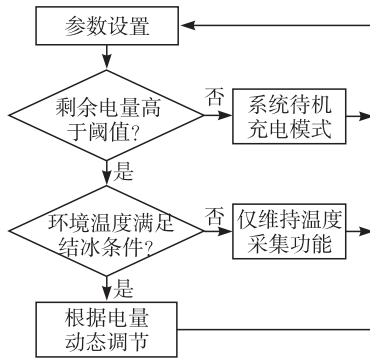 参数设置
剩余电量高
于阈值?
否
系统待机
充电模式
是
环境温度满足
结冰条件?
否
仅维持温度
采集功能
是
根据电量
动态调节